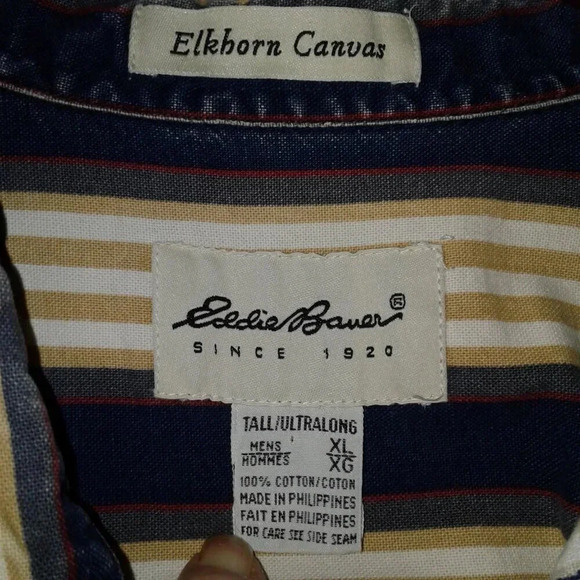 Elkhorn Canvas
Eddie Bauer ®
SINCE 1920
TALL/ULTRALONG
MENS XL
HOMMES XG
100% COTTON/COTON
MADE IN PHILIPPINES
FAIT EN PHILIPPINES
FOR CARE SEE SIDE SEAM